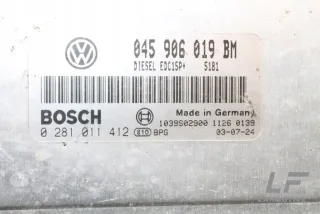 045 906 019 BM
DIESEL EDC15P+ 5181
Made in Germany
BOSCH
1039S02900 1126 0139
0 281 011 412 610 BPG 03-07-24
LF